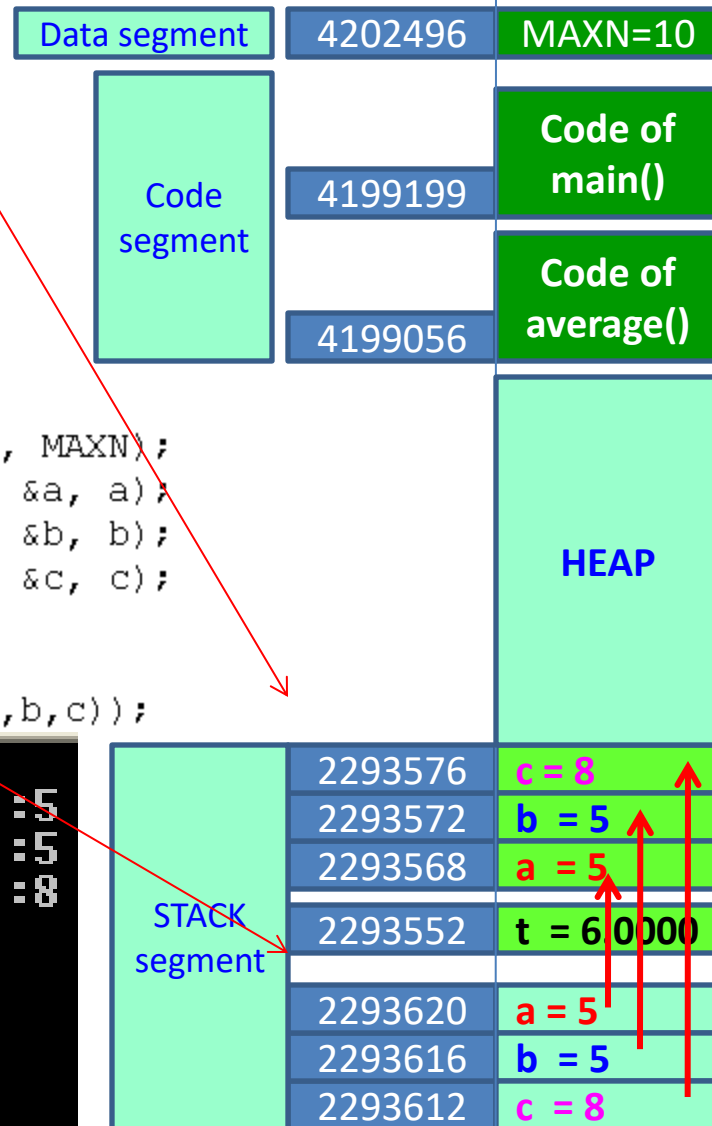 Data segment 4202496 MAXN=10
Code segment
4199199 Code of main()
4199056 Code of average()
, MAXN);
&a, a);
&b, b);
&c, c);
,b,c));
HEAP
:5
:5
:8
STACK segment
2293576 c = 8
2293572 b = 5
2293568 a = 5
2293552 t = 6.0000
2293620 a = 5
2293616 b = 5
2293612 c = 8